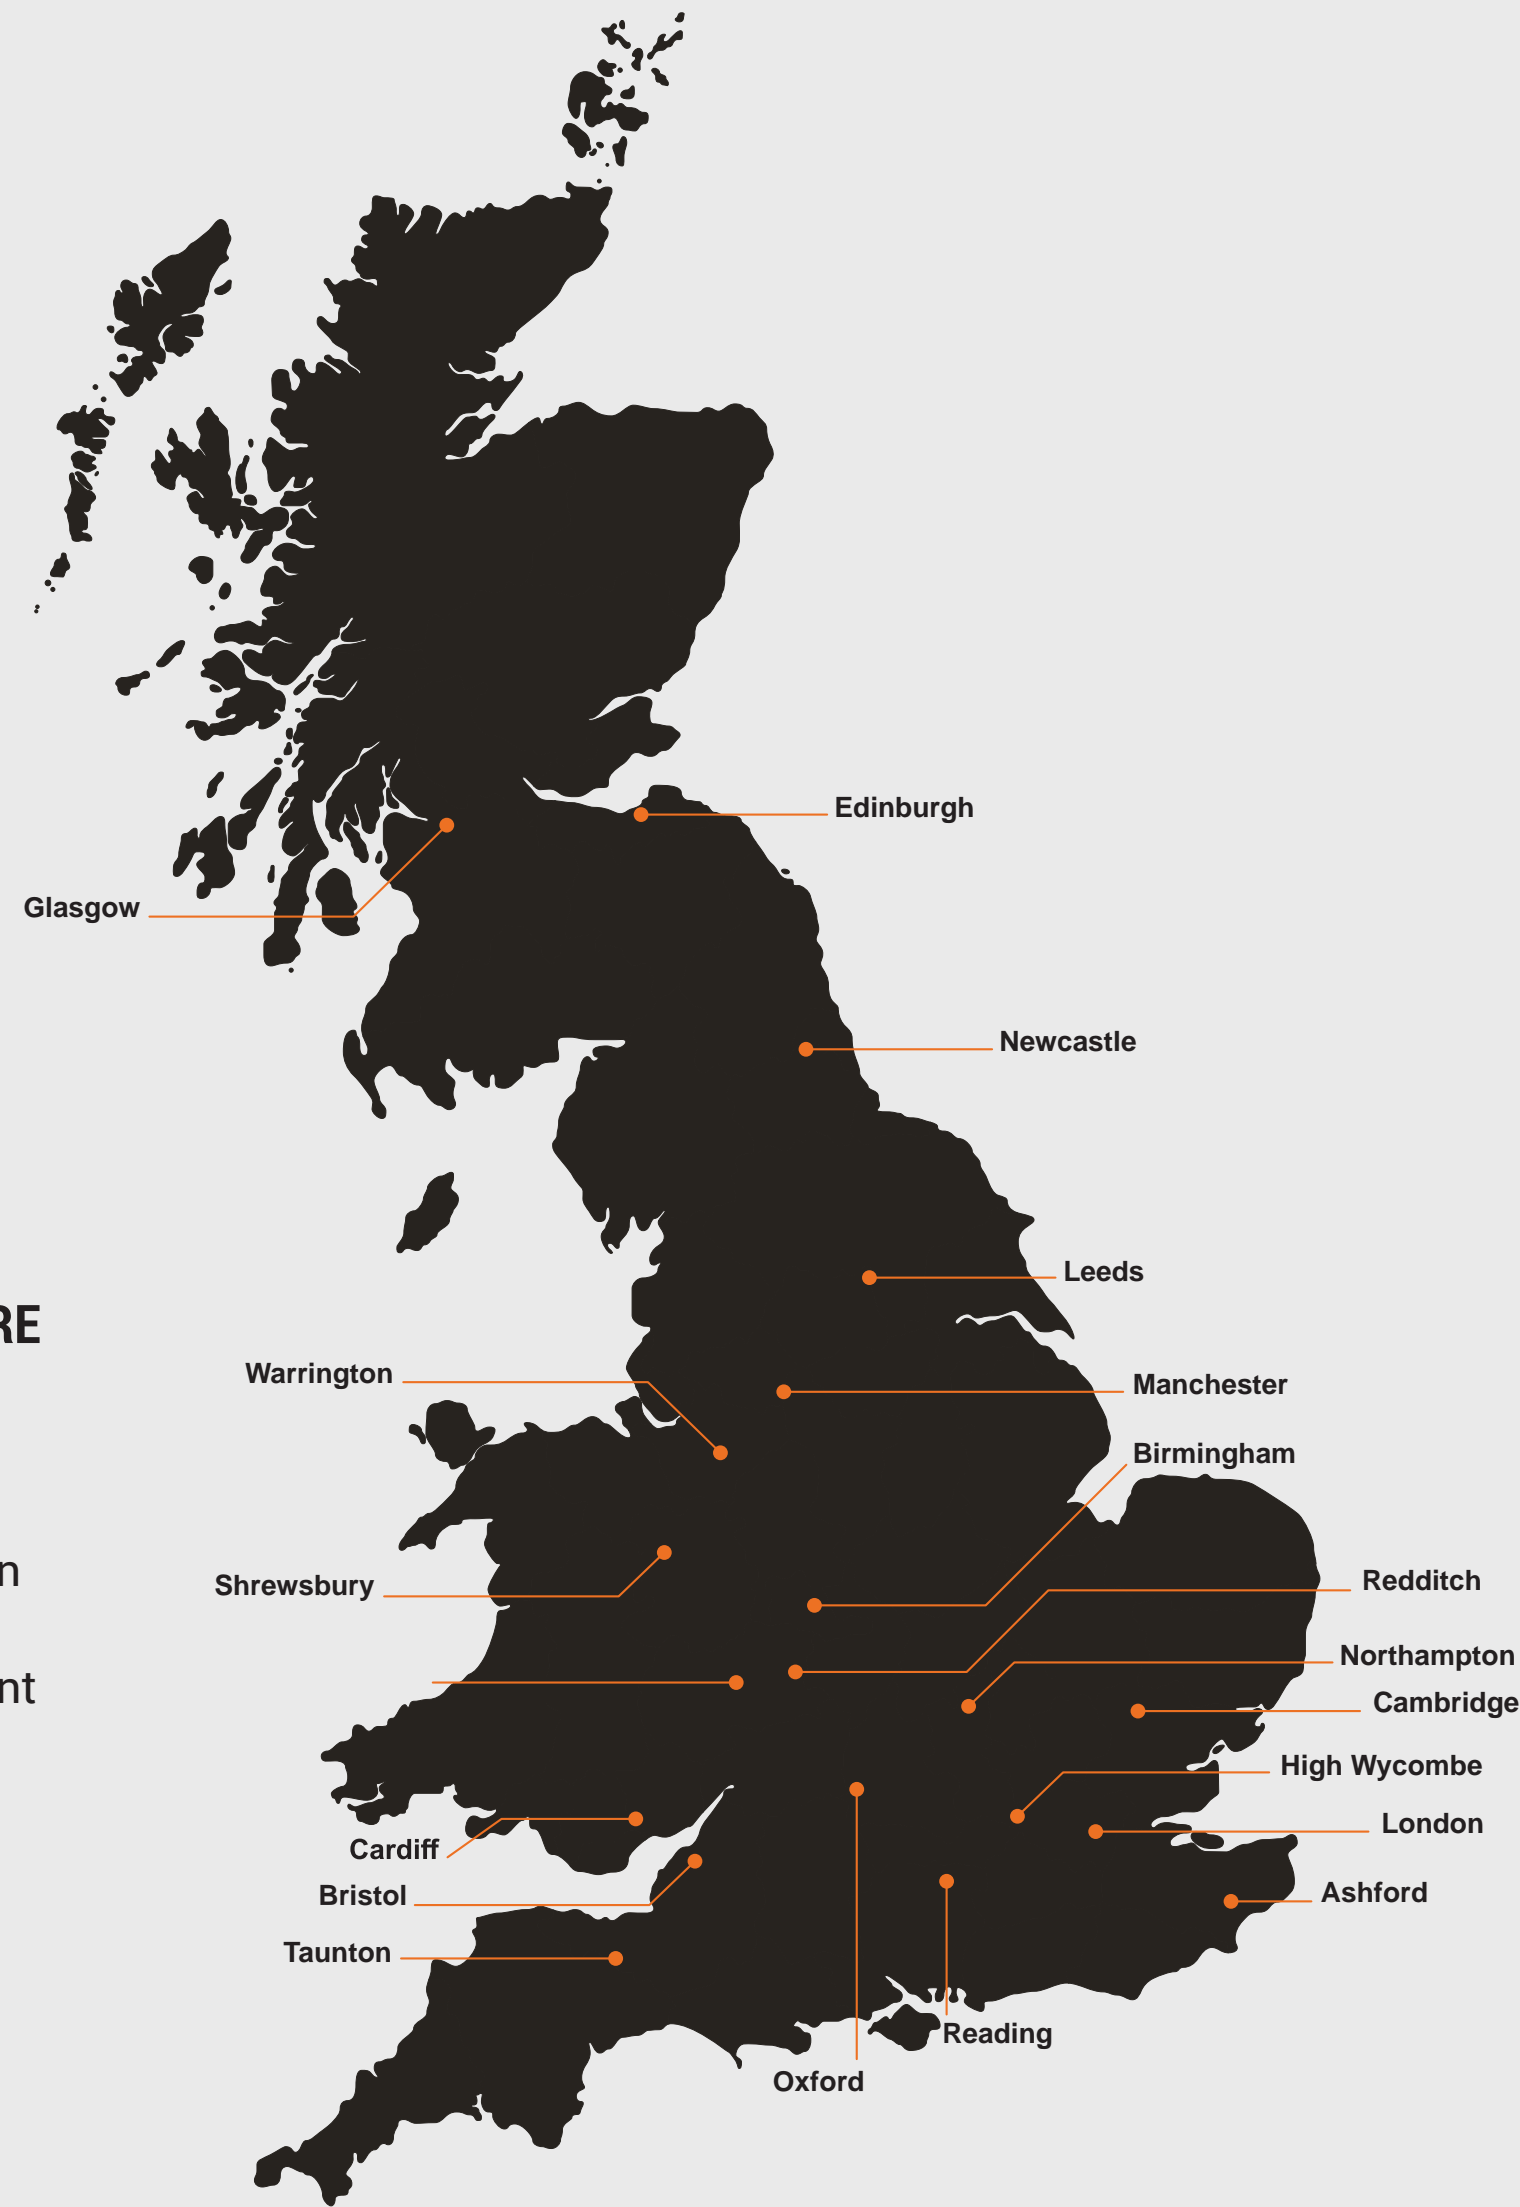 Edinburgh
Glasgow
Newcastle
Leeds
RE
Warrington
Manchester
Birmingham
n
Shrewsbury
Redditch
Northampton
nt
Cambridge
High Wycombe
London
Cardiff
Ashford
Bristol
Taunton
Reading
Oxford